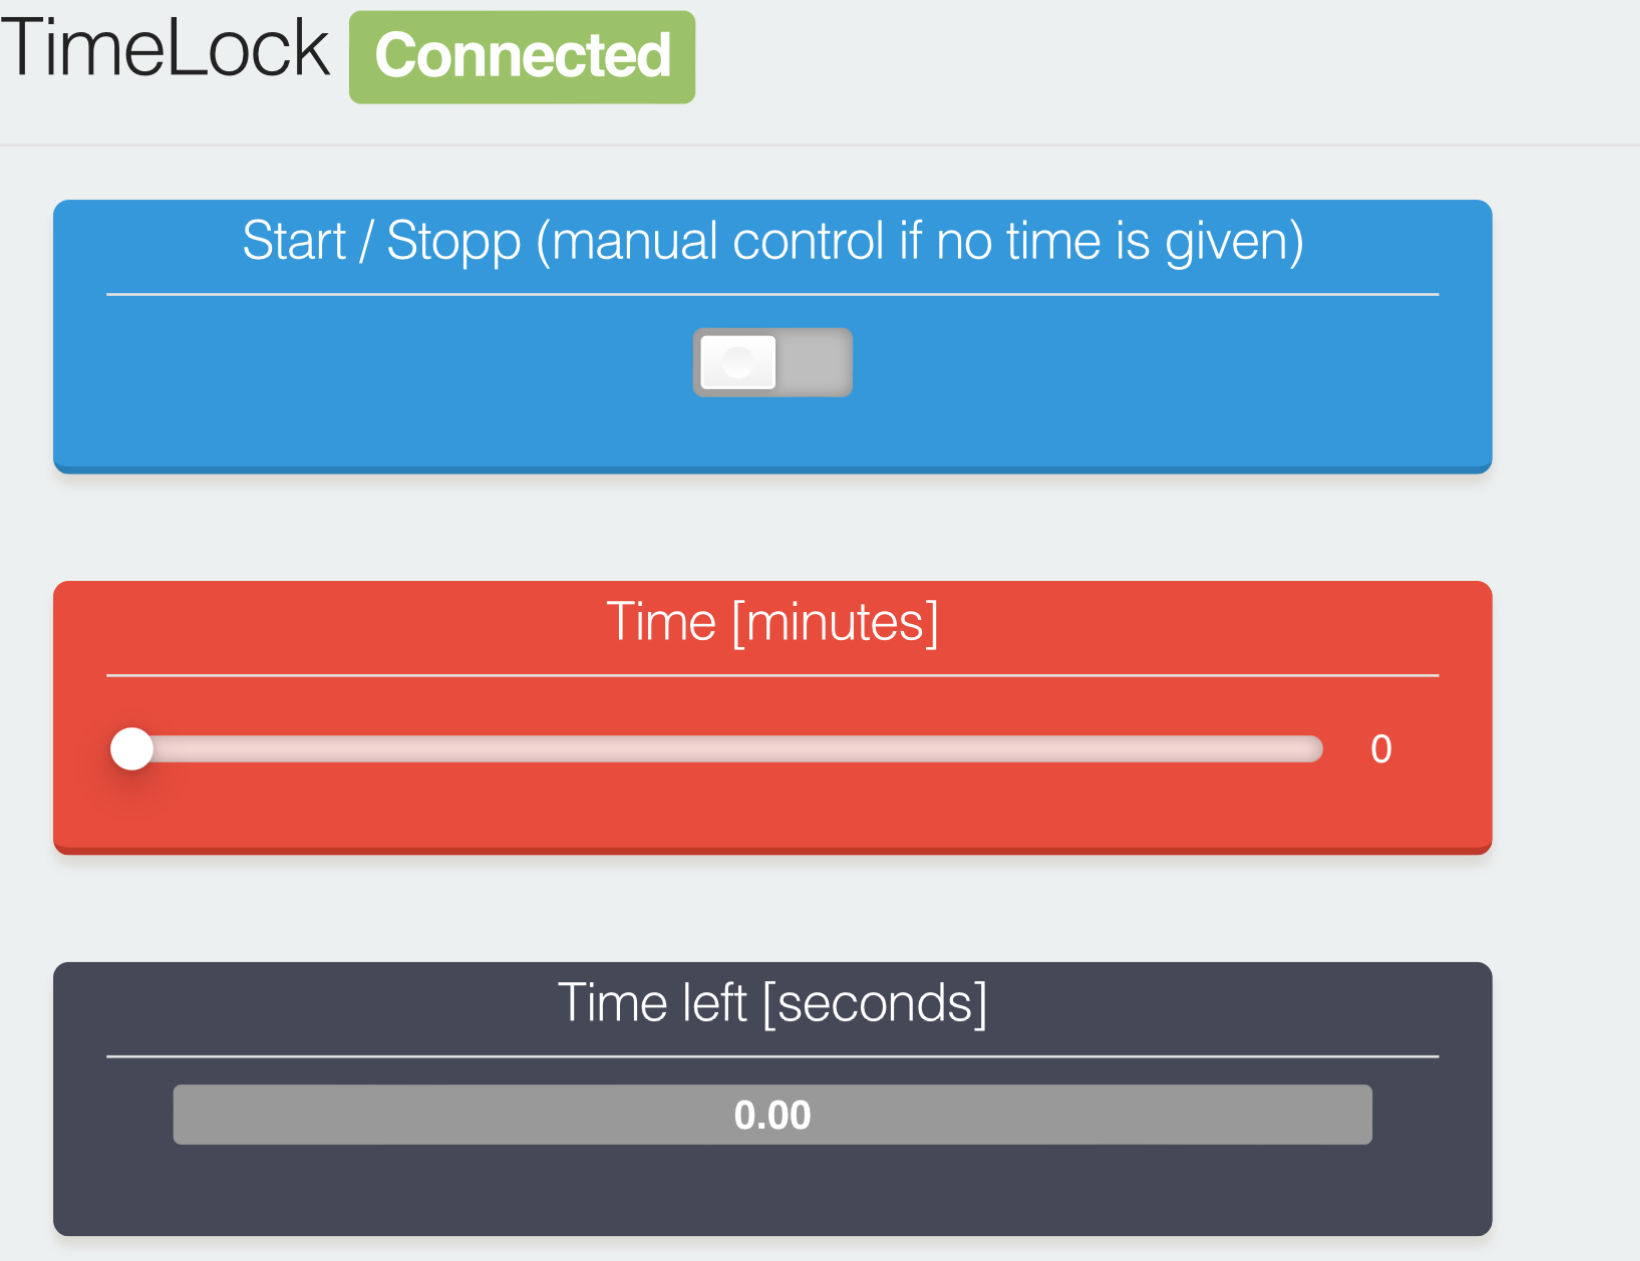 TimeLock Connected
Start / Stopp (manual control if no time is given)
Time [minutes]
0
Time left [seconds]
0.00